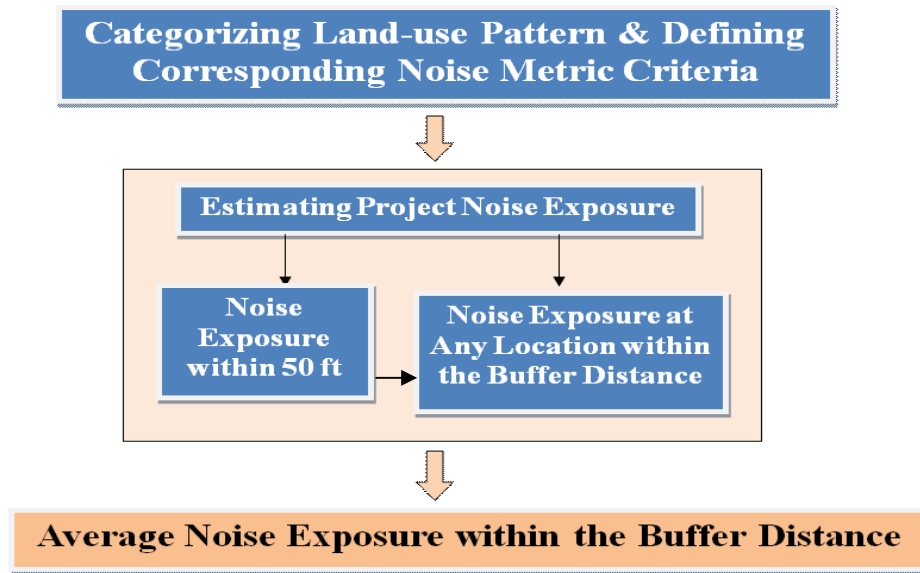 Categorizing Land-use Pattern & Defining
Corresponding Noise Metric Criteria
Estimating Project Noise Exposure
Noise
Exposure
within 50 ft
Noise Exposure at
Any Location within
the Buffer Distance
Average Noise Exposure within the Buffer Distance